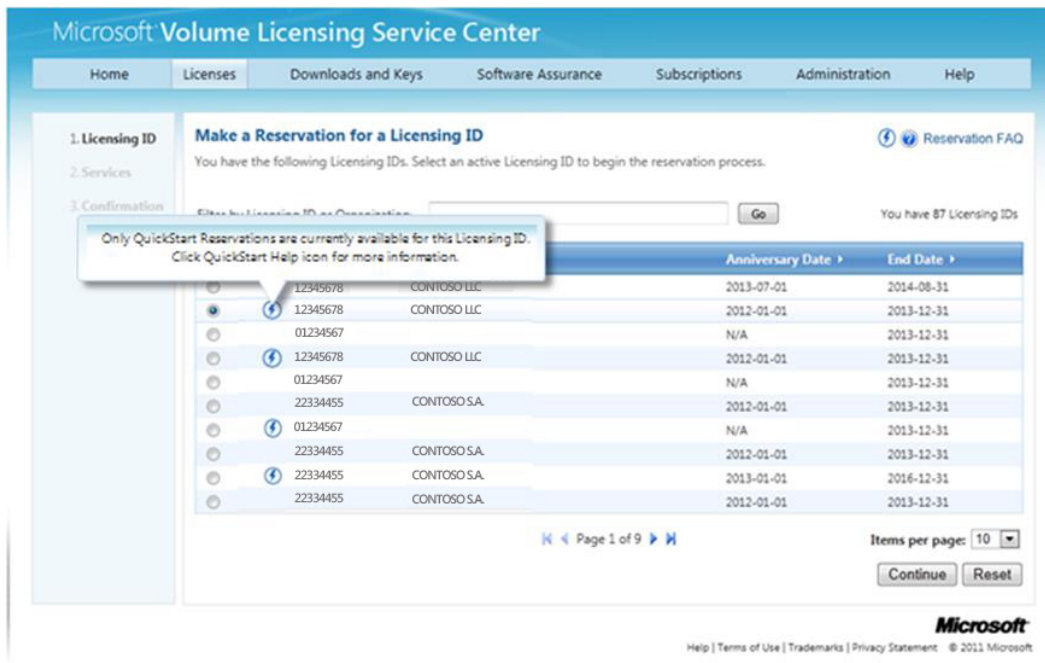 Microsoft Volume Licensing Service Center
Home Licenses Downloads and Keys Software Assurance Subscriptions Administration Help
1. Licensing ID
2. Services
3. Confirmation
Make a Reservation for a Licensing ID
Reservation FAQ
You have the following Licensing IDs. Select an active Licensing ID to begin the reservation process.
Filter by Licensing ID or Organization: Go You have 87 Licensing IDs
Only QuickStart Reservations are currently available for this Licensing ID.
Click QuickStart Help icon for more information.
Anniversary Date End Date
12345678 CONTOSO LLC 2013-07-01 2014-08-31
12345678 CONTOSO LLC 2012-01-01 2013-12-31
01234567 N/A 2013-12-31
12345678 CONTOSO LLC 2012-01-01 2013-12-31
01234567 N/A 2013-12-31
22334455 CONTOSO S.A. 2012-01-01 2013-12-31
01234567 N/A 2013-12-31
22334455 CONTOSO S.A. 2012-01-01 2013-12-31
22334455 CONTOSO S.A. 2013-01-01 2016-12-31
22334455 CONTOSO S.A. 2012-01-01 2013-12-31
Page 1 of 9 Items per page: 10
Continue Reset
Microsoft
Help | Terms of Use | Trademarks | Privacy Statement © 2011 Microsoft